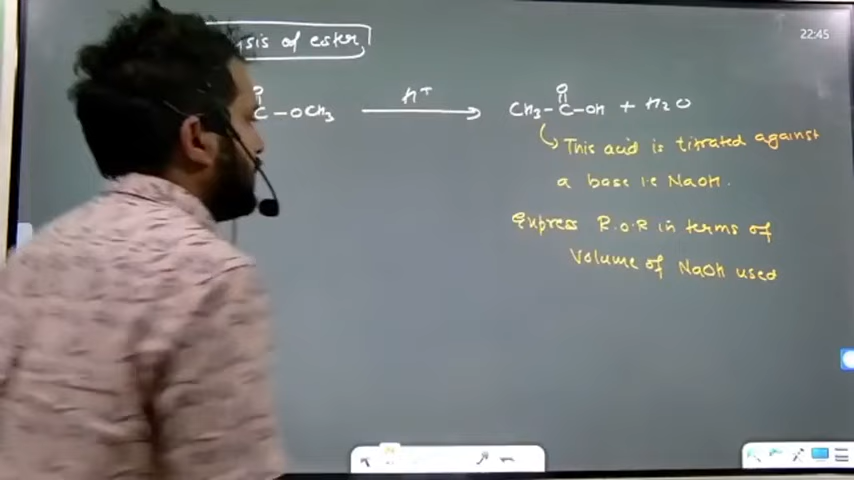 22:45
sis of ester
O
C-OCH3 H+ CH3-C-OH + H2O
O
This acid is titrated against
a base i.e NaOH.
Express R.O.R in terms of
Volume of NaOH used